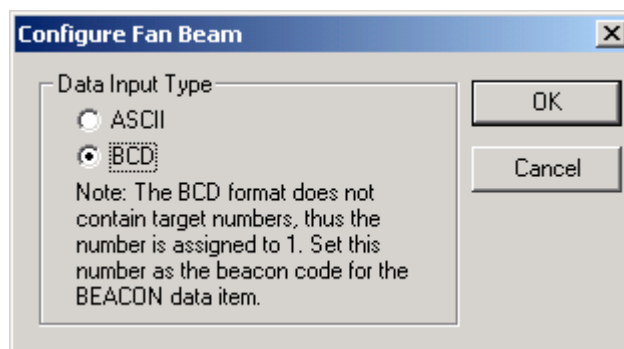 Configure Fan Beam
Data Input Type
ASCII
BCD
Note: The BCD format does not
contain target numbers, thus the
number is assigned to 1. Set this
number as the beacon code for the
BEACON data item.
OK
Cancel